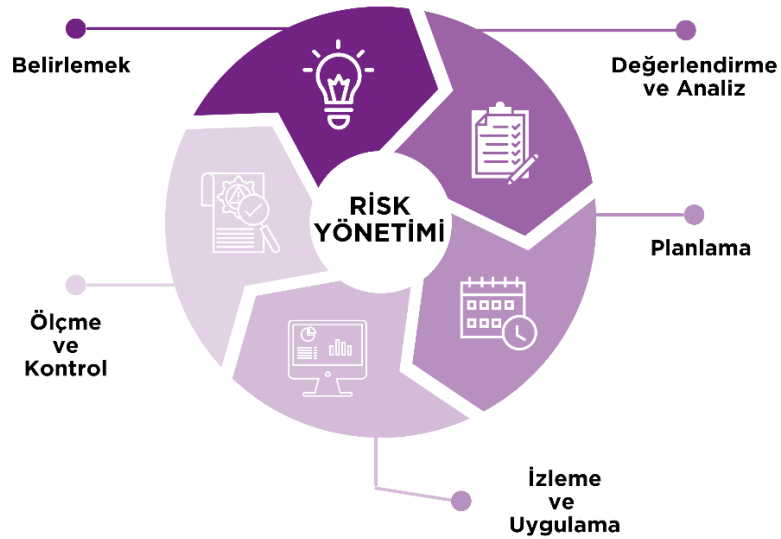 Belirlemek
Değerlendirme
ve Analiz
RİSK
YÖNETİMİ
Planlama
Ölçme
ve
Kontrol
İzleme
ve
Uygulama